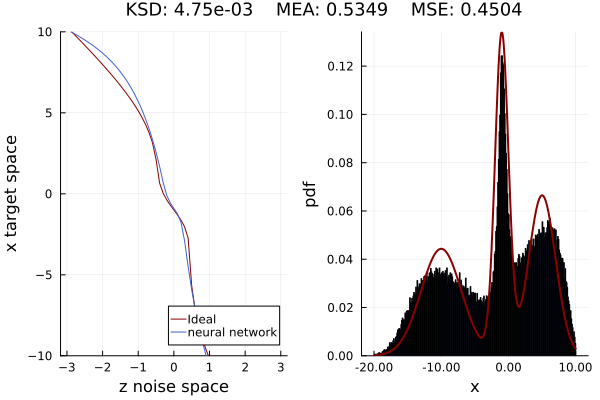 KSD: 4.75e-03 MEA: 0.5349 MSE: 0.4504
x target space
10
5
0
−5
−10
−3 −2 −1 0 1 2 3
z noise space
Ideal
neural network
pdf
0.12
0.10
0.08
0.06
0.04
0.02
0.00
-20.00 -10.00 0.00 10.00
x